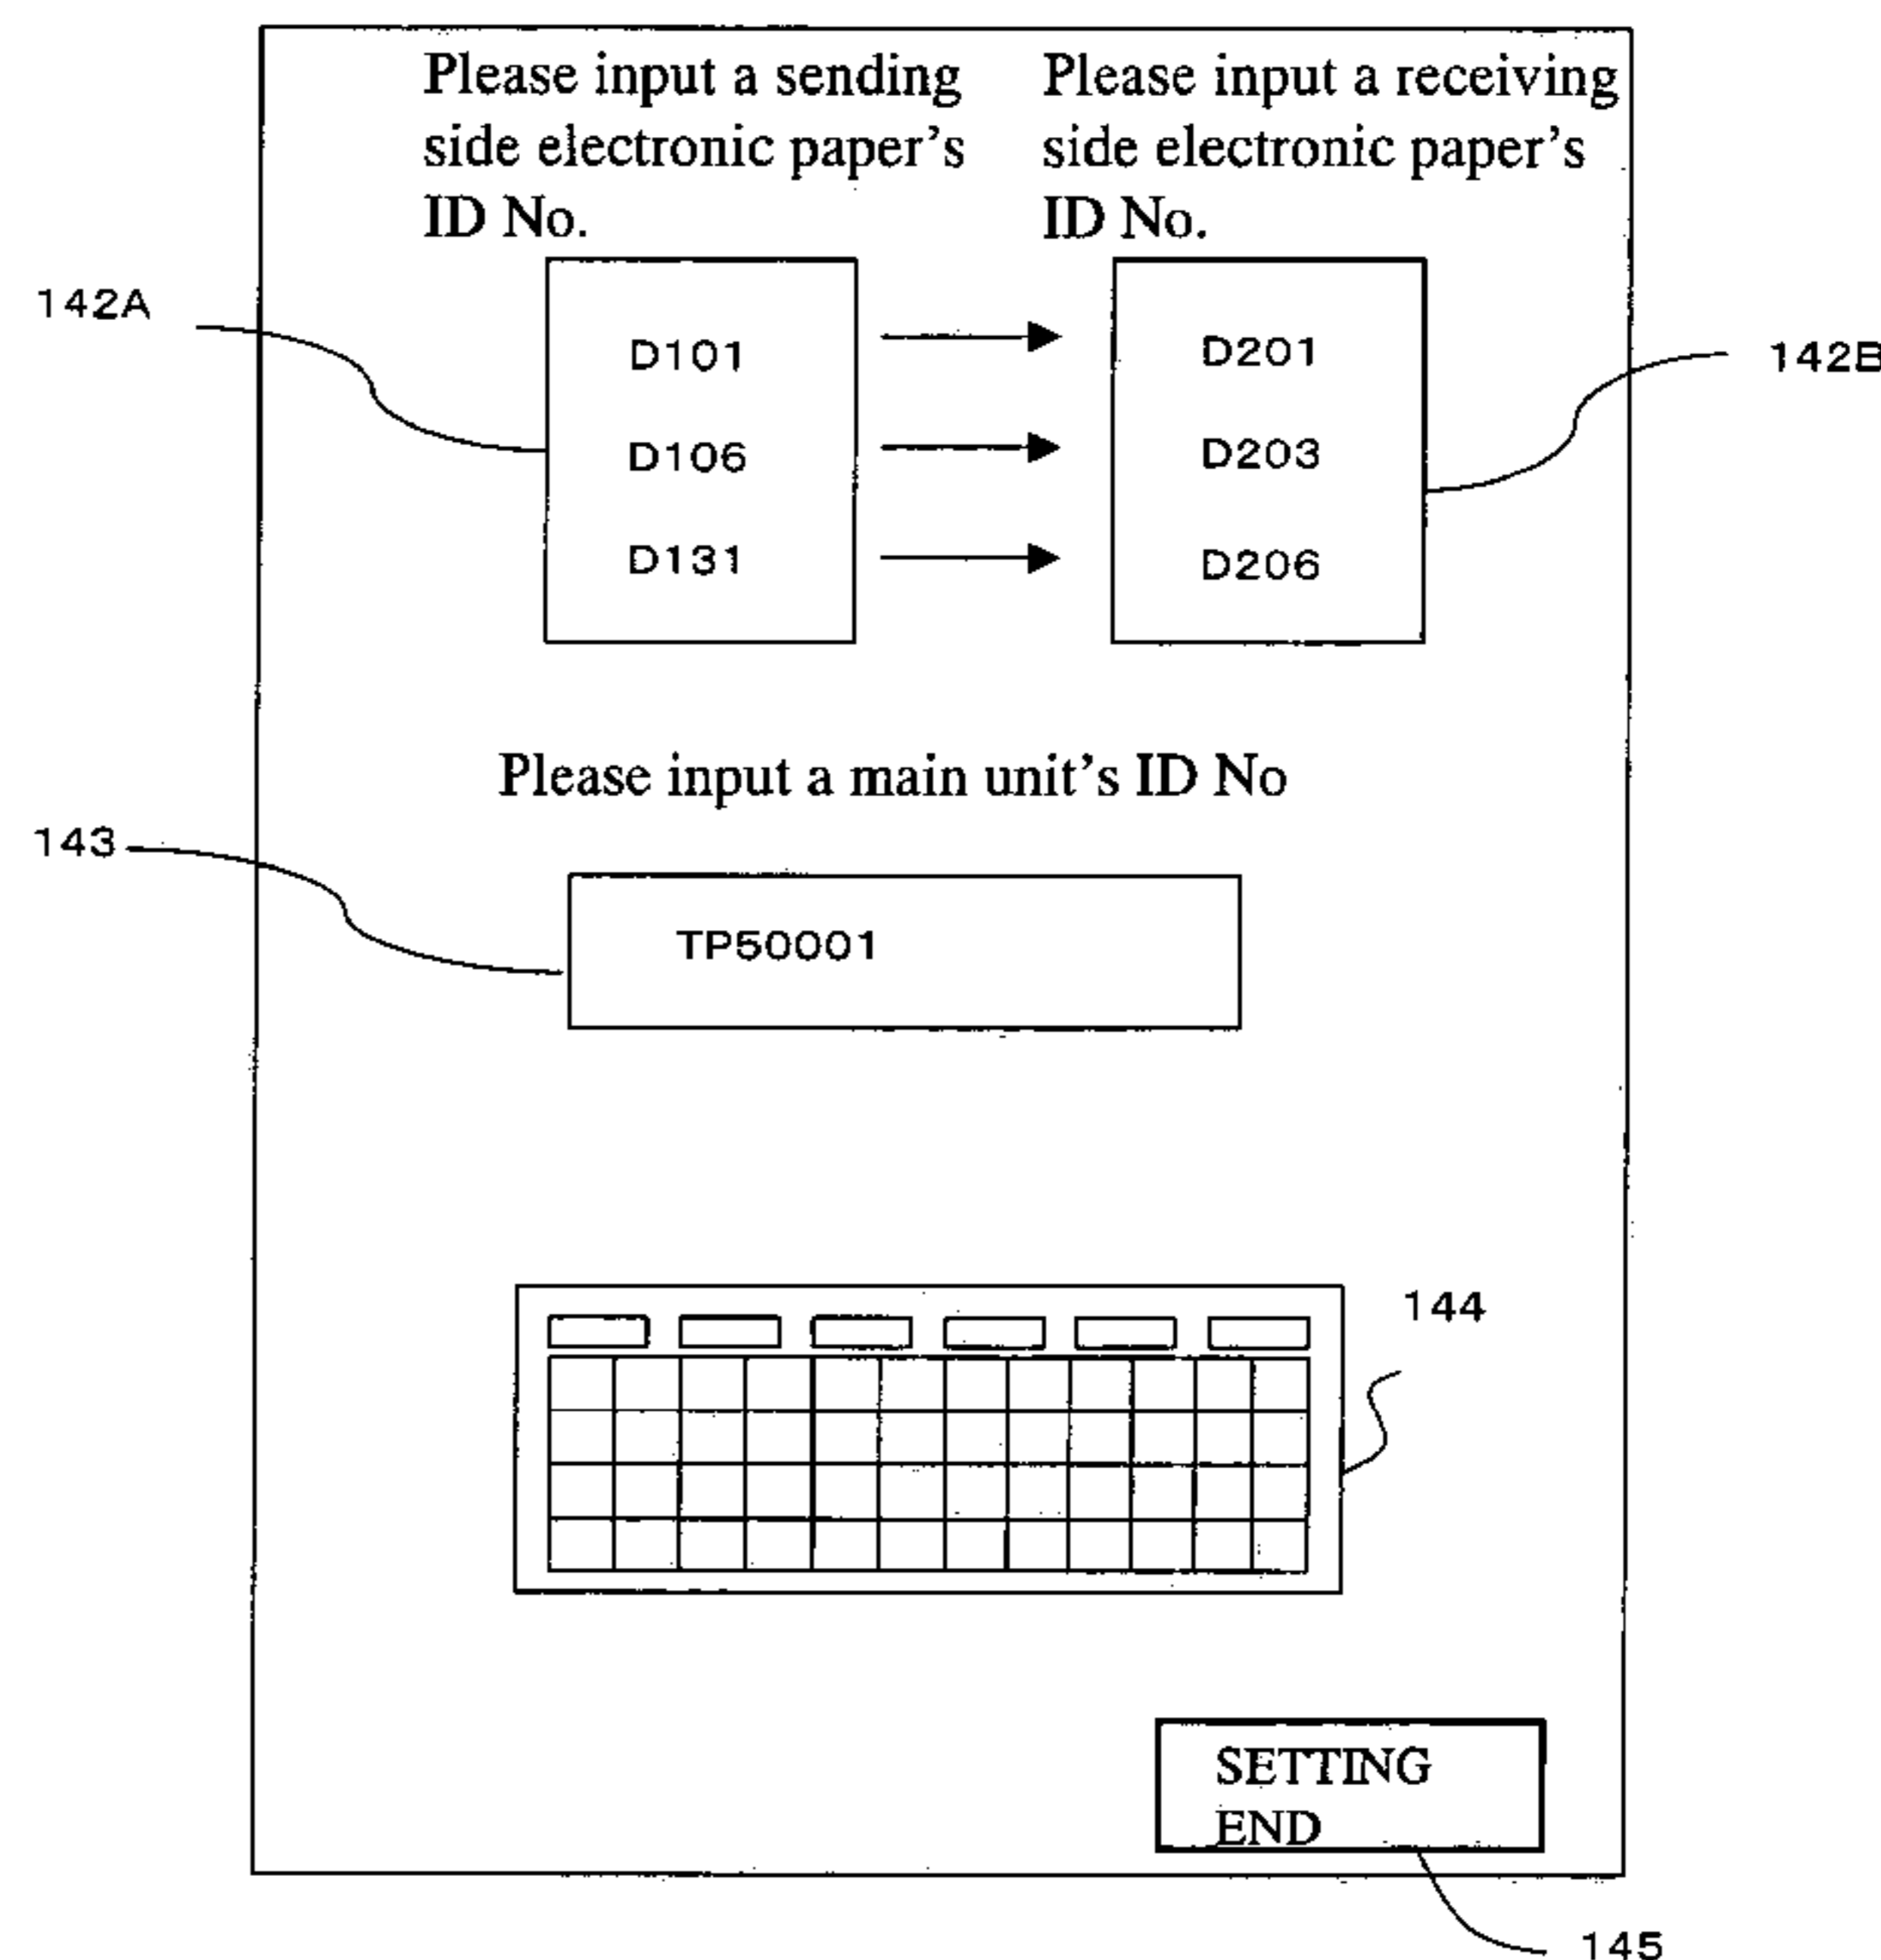 Please input a sending
side electronic paper's
ID No.
Please input a receiving
side electronic paper's
ID No.
142A
D101
D201
142B
D106
D203
D131
D206
Please input a main unit's ID No
143
TP50001
144
SETTING
END
145